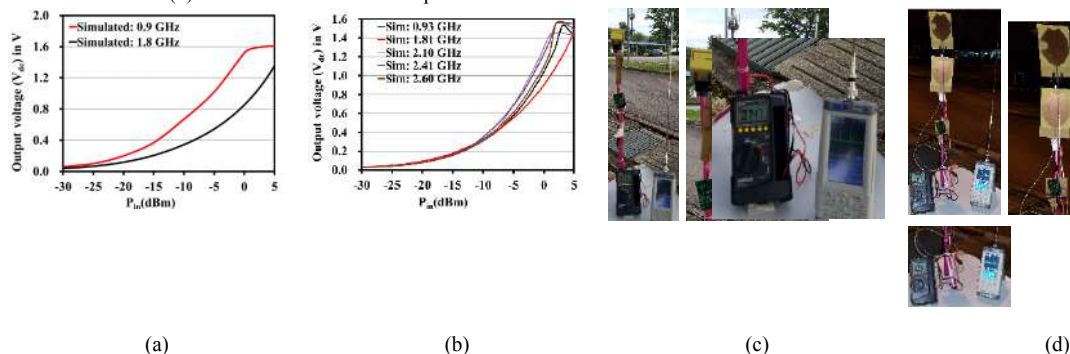 2.0
1.6
1.2
0.8
0.4
0.0
Output voltage (Vdc) in V
Simulated: 0.9 GHz
Simulated: 1.8 GHz
-30 -25 -20 -15 -10 -5 0 5
Pin(dBm)
1.6
1.4
1.2
1.0
0.8
0.6
0.4
0.2
0.0
Output voltage (Vdc) in V
Sim: 0.93 GHz
Sim: 1.81 GHz
Sim: 2.10 GHz
Sim: 2.41 GHz
Sim: 2.60 GHz
-30 -25 -20 -15 -10 -5 0 5
Pin(dBm)
(a) (b) (c) (d)